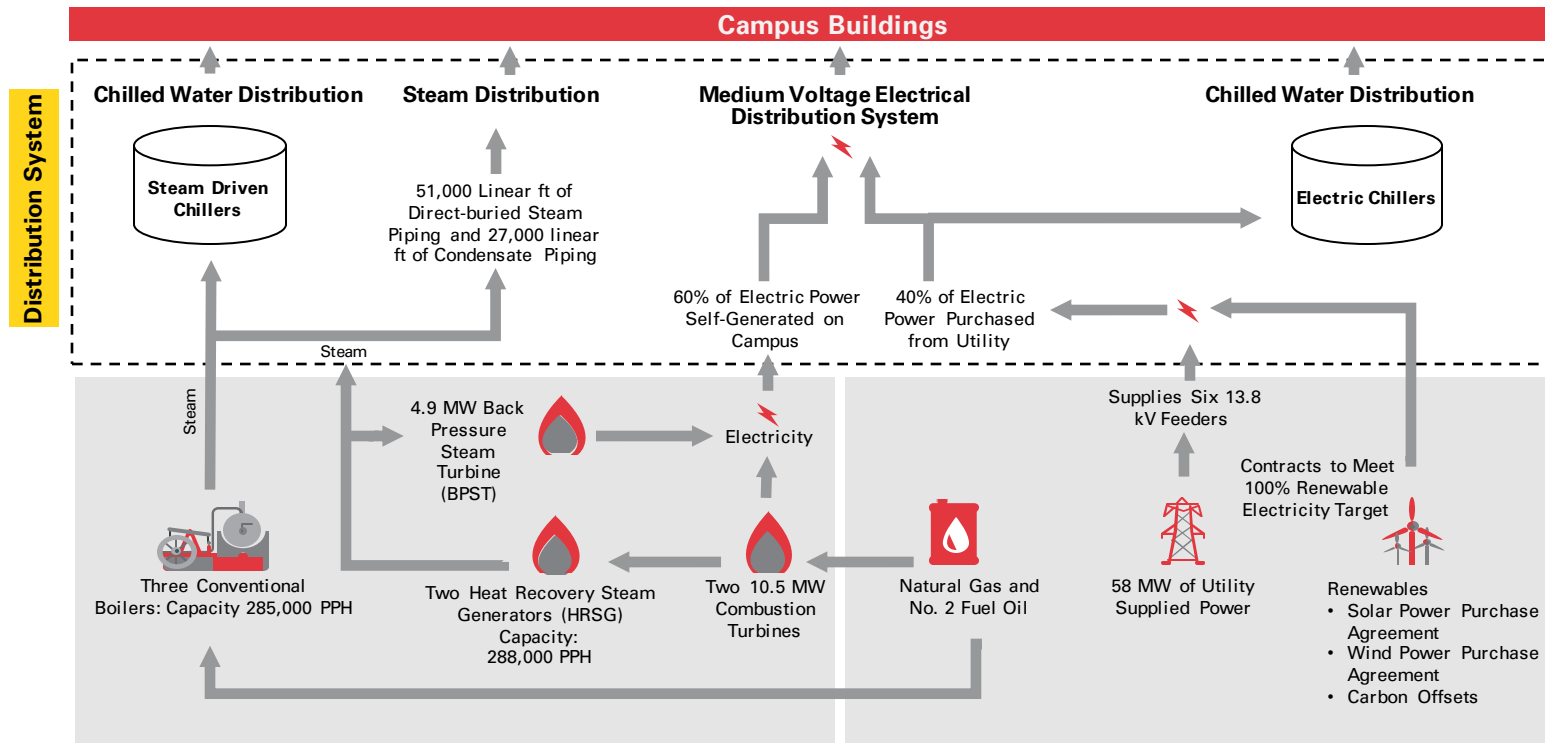 Campus Buildings
Distribution System
Chilled Water Distribution
Steam Driven
Chillers
Steam Distribution
51,000 Linear ft of
Direct-buried Steam
Piping and 27,000 linear
ft of Condensate Piping
Medium Voltage Electrical
Distribution System
Chilled Water Distribution
Electric Chillers
60% of Electric Power
Self-Generated on
Campus
40% of Electric
Power Purchased
from Utility
Steam
Steam
4.9 MW Back
Pressure
Steam
Turbine
(BPST)
Electricity
Supplies Six 13.8
kV Feeders
Contracts to Meet
100% Renewable
Electricity Target
Three Conventional
Boilers: Capacity 285,000 PPH
Two Heat Recovery Steam
Generators (HRSG)
Capacity:
288,000 PPH
Two 10.5 MW
Combustion
Turbines
Natural Gas and
No. 2 Fuel Oil
58 MW of Utility
Supplied Power
Renewables
• Solar Power Purchase
Agreement
• Wind Power Purchase
Agreement
• Carbon Offsets